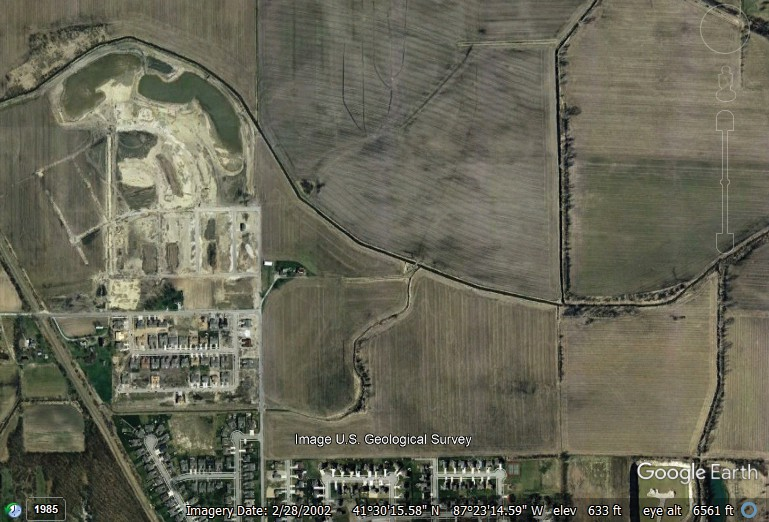 Image U.S. Geological Survey
Google Earth
1985
Imagery Date: 2/28/2002 41°30'15.58" N 87°23'14.59" W elev 633 ft eye alt 6561 ft